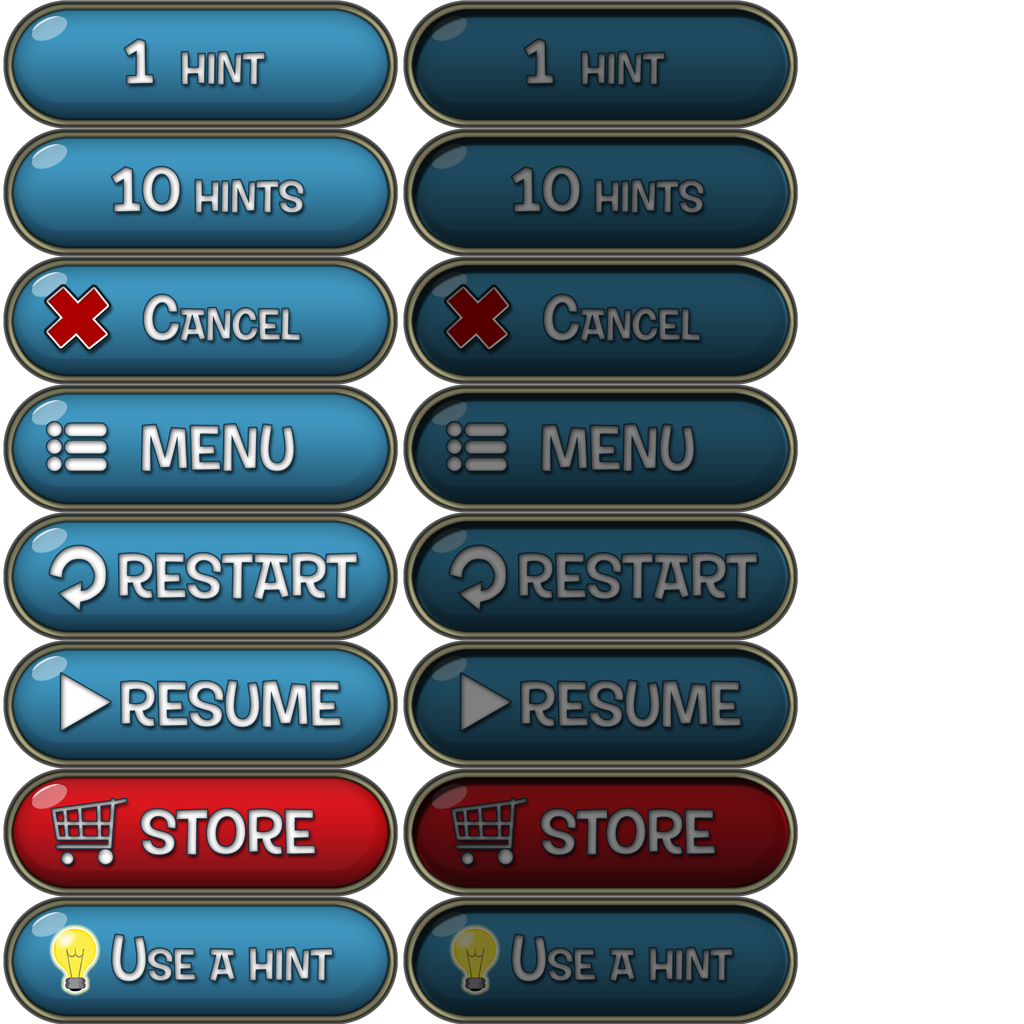 1 HINT 1 HINT
10 HINTS 10 HINTS
CANCEL CANCEL
MENU MENU
RESTART RESTART
RESUME RESUME
STORE STORE
USE A HINT USE A HINT